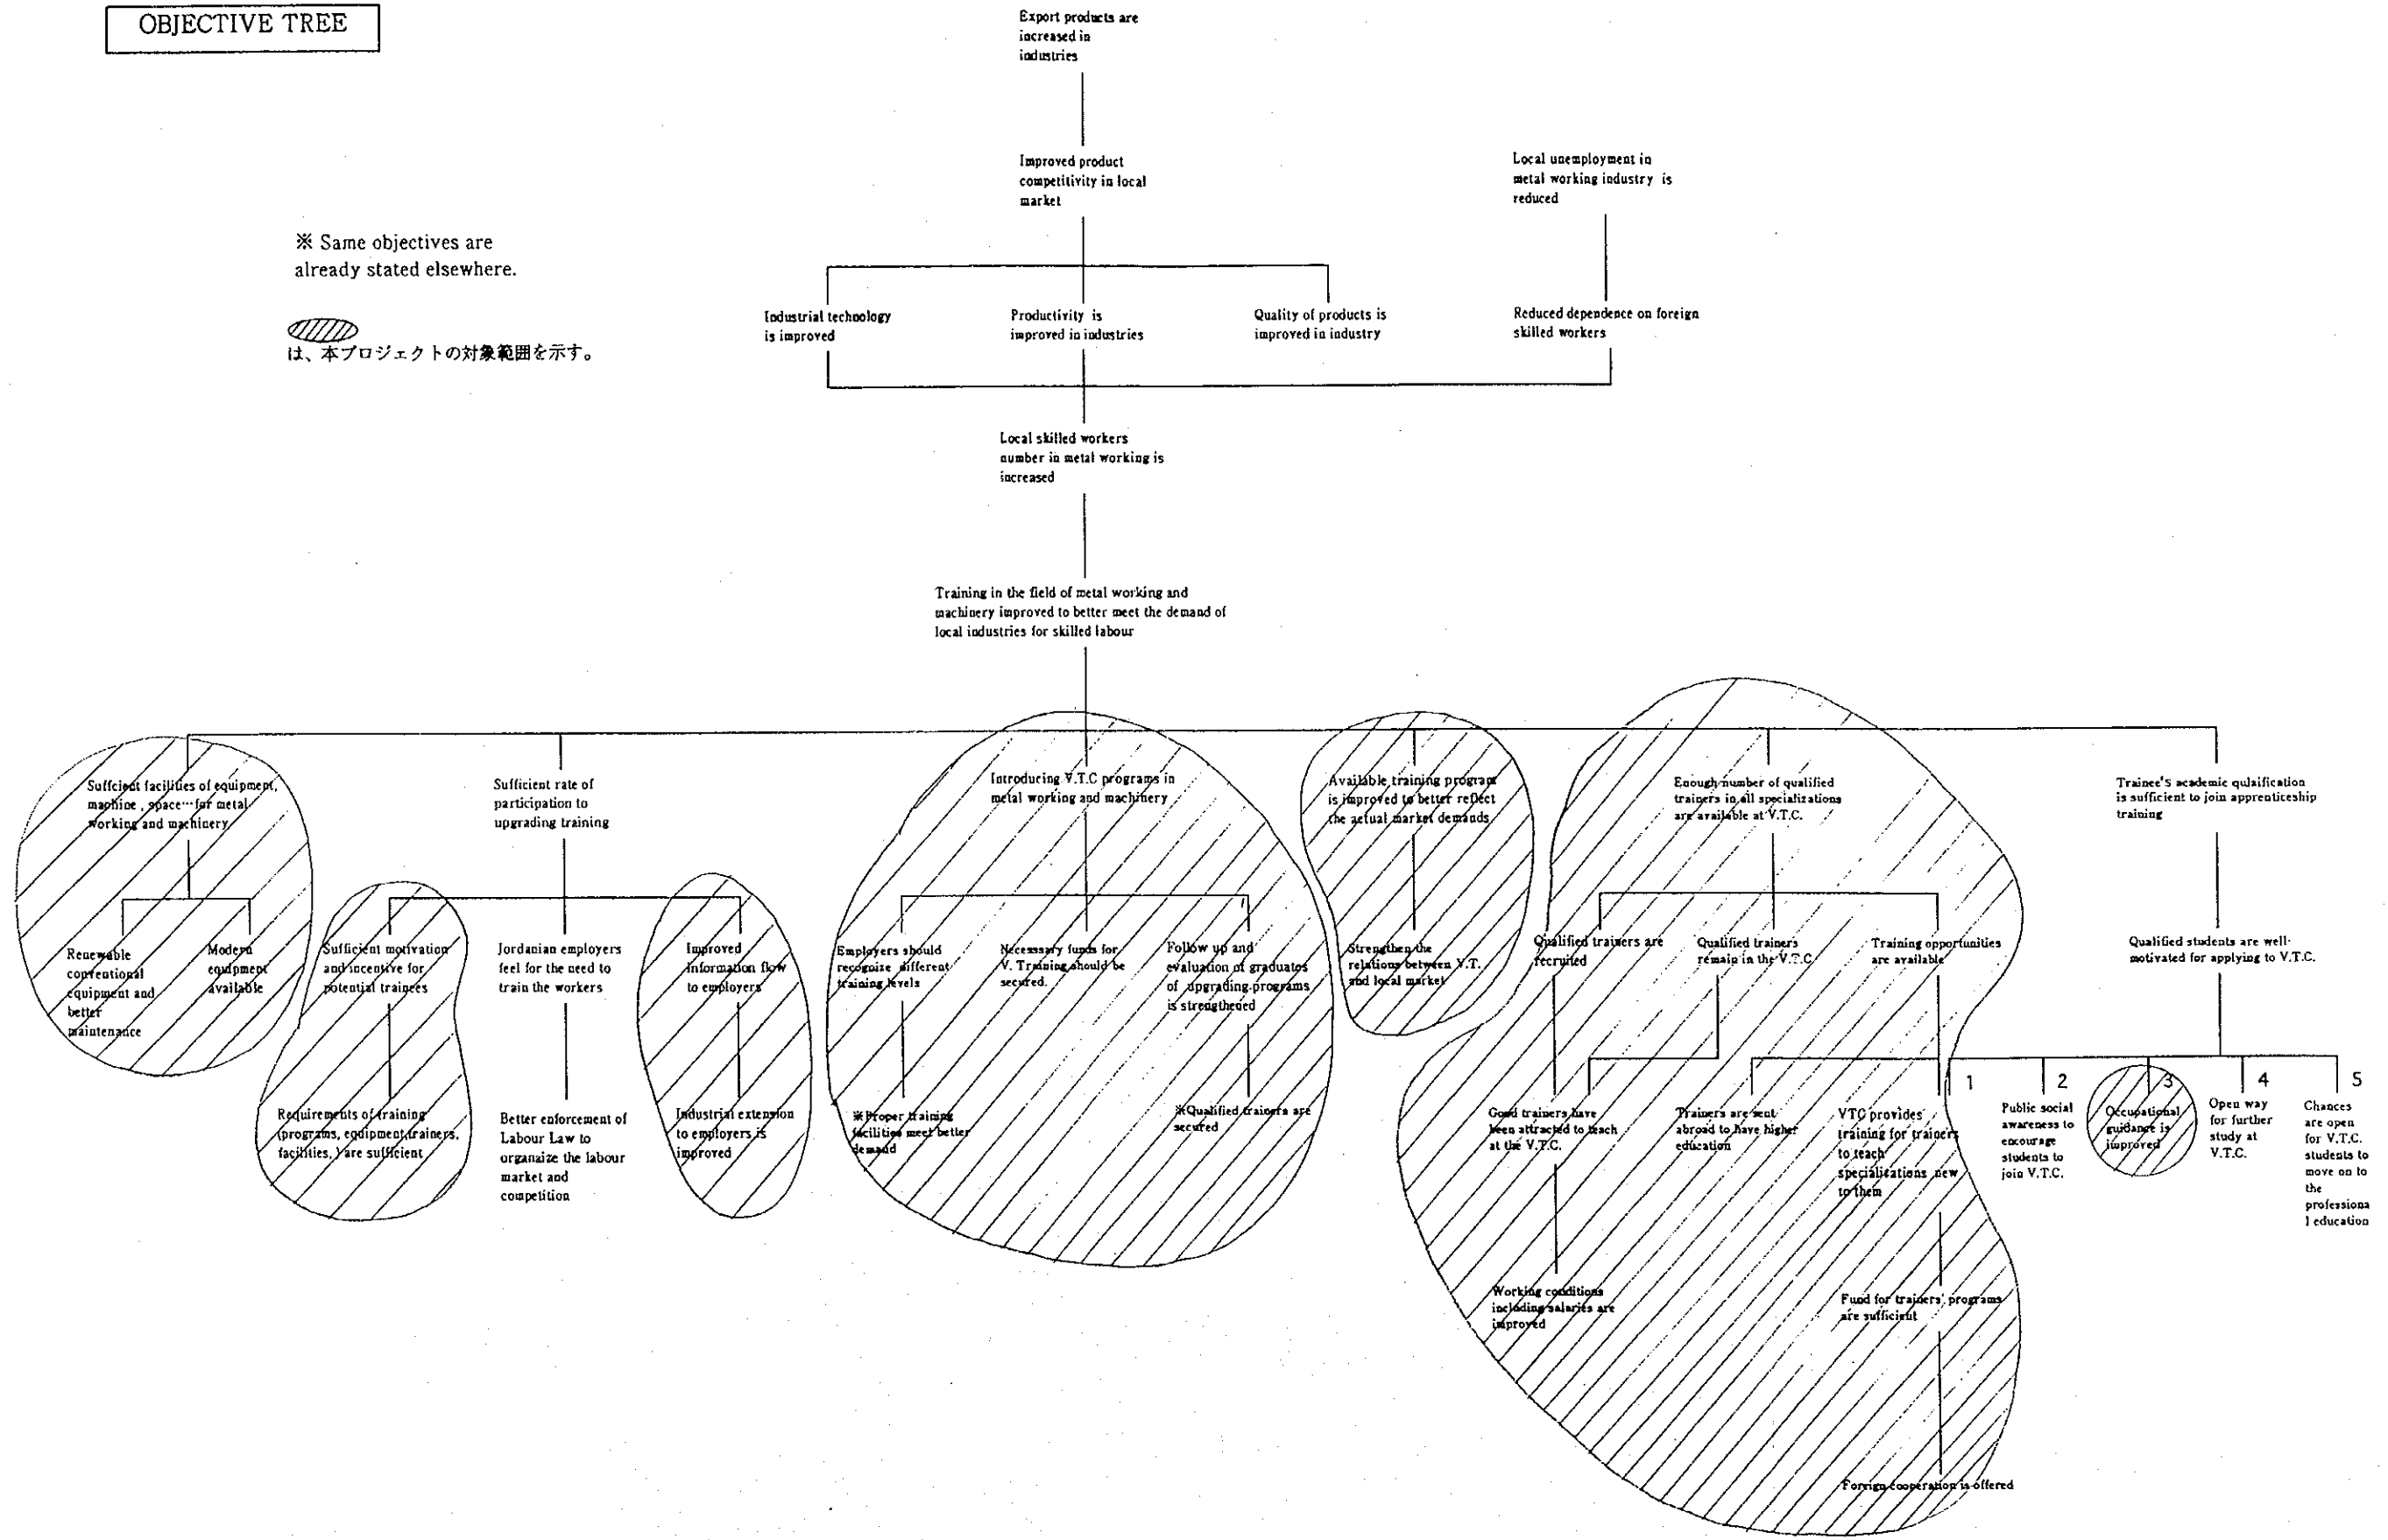 OBJECTIVE TREE
Export products are
increased in
industries
Improved product
competitivity in local
market
Local unemployment in
metal working industry is
reduced
※ Same objectives are
already stated elsewhere.
は、本プロジェクトの対象範囲を示す。
Industrial technology
is improved
Productivity is
improved in industries
Quality of products is
improved in industry
Reduced dependence on foreign
skilled workers
Local skilled workers
number in metal working is
increased
Training in the field of metal working and
machinery improved to better meet the demand of
local industries for skilled labour
Sufficient facilities of equipment,
machine , space…for metal
working and machinery
Sufficient rate of
participation to
upgrading training
Introducing V.T.C programs in
metal working and machinery
Available training program
is improved to better reflect
the actual market demands
Enough number of qualified
trainers in all specializations
are available at V.T.C.
Trainee's academic qulaification
is sufficient to join apprenticeship
training
Renewable
conventional
equipment and
better
maintenance
Modern
equipment
available
Sufficient motivation
and incentive for
potential trainees
Jordanian employers
feel for the need to
train the workers
Improved
information flow
to employers
Employers should
recognize different
training levels
Necessary funds for
V. Training should be
secured.
Follow up and
evaluation of graduates
of upgrading programs
is strengthened
Strengthen the
relations between V.T.
and local market
Qualified trainers are
recruited
Qualified trainers
remain in the V.T.C
Training opportunities
are available
Qualified students are well-
motivated for applying to V.T.C.
Requirements of training
(programs, equipment,trainers,
facilities, ) are sufficient
Better enforcement of
Labour Law to
organaize the labour
market and
competition
Industrial extension
to employers is
improved
※Proper training
facilities meet better
demand
※Qualified trainers are
secured
Good trainers have
been attracted to teach
at the V.T.C.
Trainers are sent
abroad to have higher
education
VTC provides
training for trainers
to teach
specialications new
to them
1
2
3
4
5
Public social
awareness to
encourage
students to
join V.T.C.
Occupational
guidance is
improved
Open way
for further
study at
V.T.C.
Chances
are open
for V.T.C.
students to
move on to
the
professiona
l education
Working conditions
including salaries are
improved
Fund for trainers' programs
are sufficient
Foreign cooperation is offered